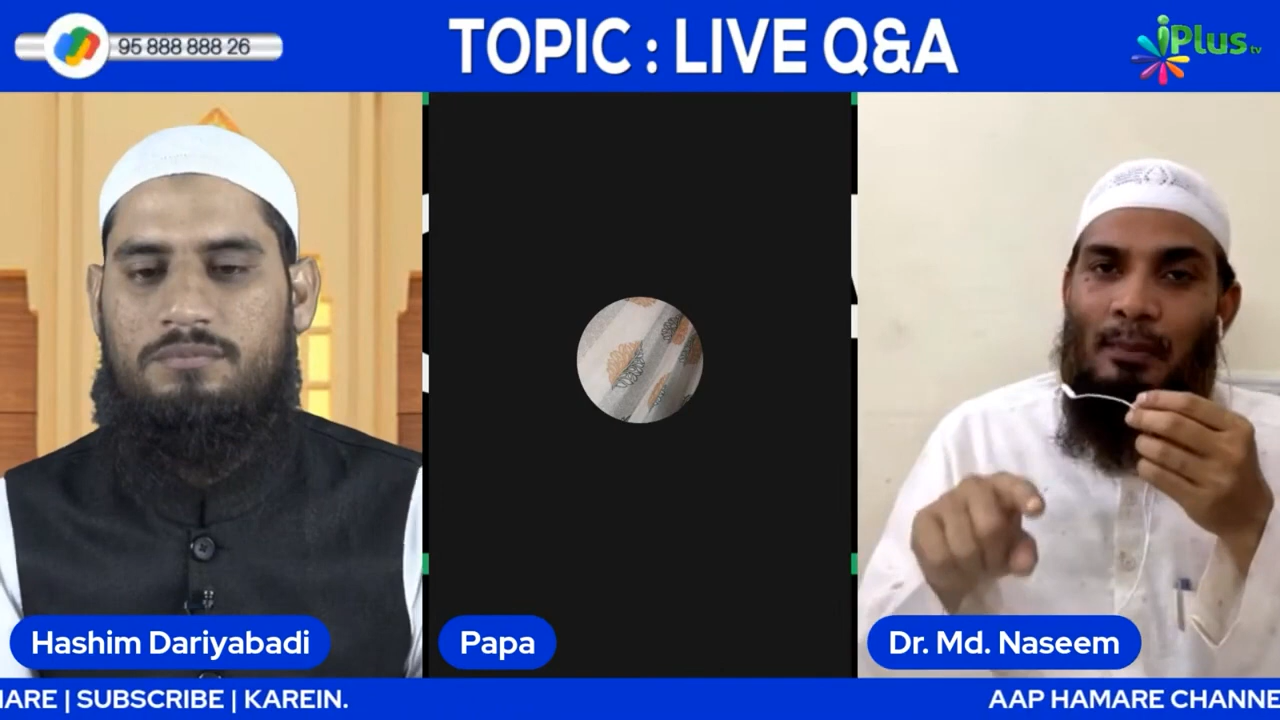 95 888 888 26
TOPIC : LIVE Q&A
iPlus tv
Hashim Dariyabadi
Papa
Dr. Md. Naseem
IARE | SUBSCRIBE | KAREIN.
AAP HAMARE CHANNE